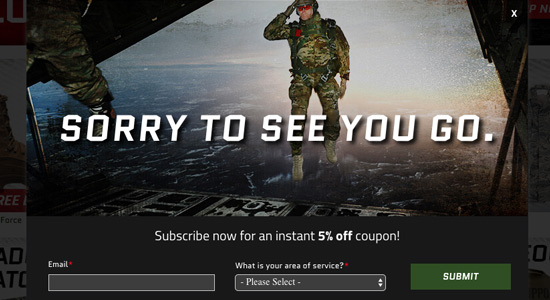 X
SORRY TO SEE YOU GO.
Subscribe now for an instant 5% off coupon!
Email*
What is your area of service?*
- Please Select -
SUBMIT
Force